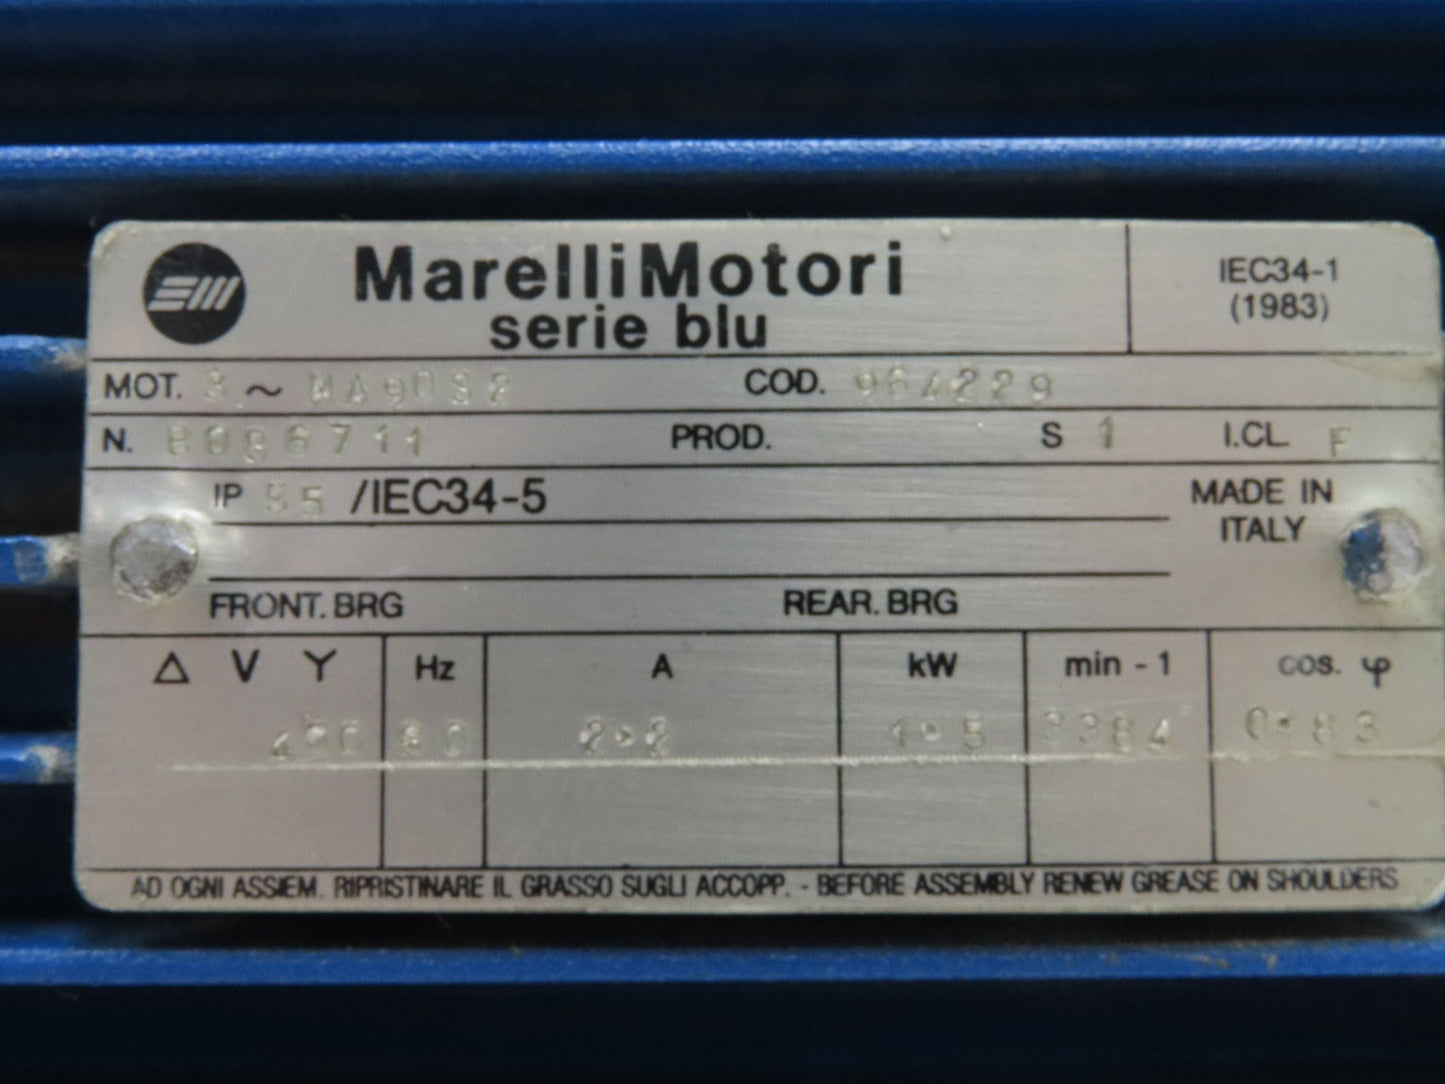 MarelliMotori
serie blu
IEC34-1
(1983)
MOT. 3 ~ MA90S2 COD. 964229
N. PROD. S 1 I.CL. F
IP 55 /IEC34-5 MADE IN
ITALY
FRONT. BRG REAR. BRG
Δ V Y Hz A kW min - 1 cos. φ
60 2.2 1.5 3384 0.83
AD OGNI ASSIEM. RIPRISTINARE IL GRASSO SUGLI ACCOPP. - BEFORE ASSEMBLY RENEW GREASE ON SHOULDERS